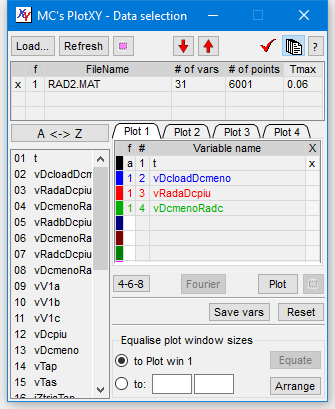 MC's PlotXY - Data selection
Load... Refresh ?
f FileName # of vars # of points Tmax
x 1 RAD2.MAT 31 6001 0.06
A <-> Z
Plot 1 Plot 2 Plot 3 Plot 4
01 t
02 vDcloadDcm
03 vRadaDcpiu
04 vDcmenoRa
05 vRadbDcpiu
06 vDcmenoRa
07 vRadcDcpiu
08 vDcmenoRa
09 vV1a
10 vV1b
11 vV1c
12 vDcpiu
13 vDcmeno
14 vTap
15 vTas
f # Variable name X
a 1 t x
1 2 vDcloadDcmeno
1 3 vRadaDcpiu
1 4 vDcmenoRadc
4-6-8 Fourier Plot
Save vars Reset
Equalise plot window sizes
to Plot win 1 Equate
to: Arrange